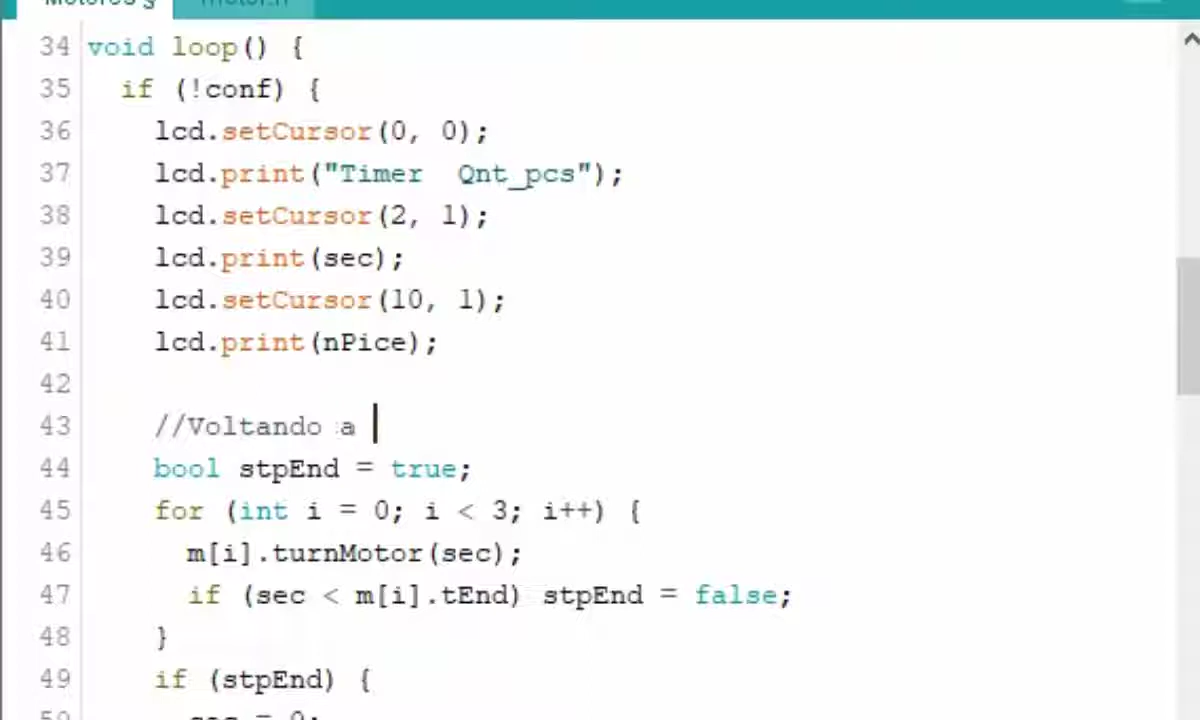 34 void loop() {
35 if (!conf) {
36 lcd.setCursor(0, 0);
37 lcd.print("Timer  Qnt_pcs");
38 lcd.setCursor(2, 1);
39 lcd.print(sec);
40 lcd.setCursor(10, 1);
41 lcd.print(nPice);
42
43 //Voltando a
44 bool stpEnd = true;
45 for (int i = 0; i < 3; i++) {
46 m[i].turnMotor(sec);
47 if (sec < m[i].tEnd) stpEnd = false;
48 }
49 if (stpEnd) {
50 sec = 0;